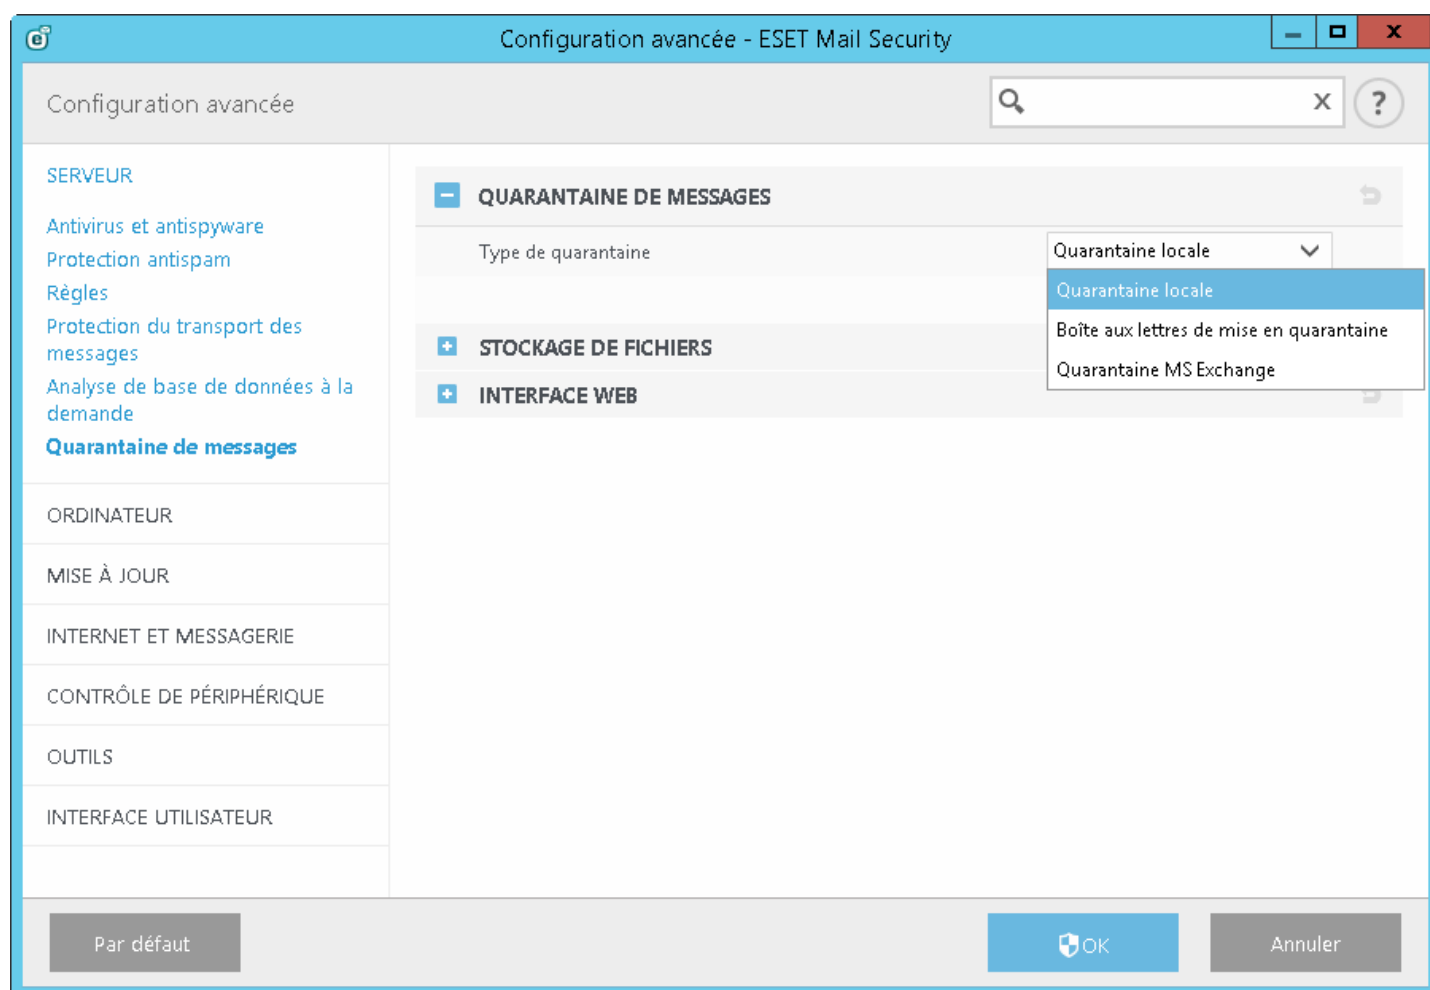 Configuration avancée - ESET Mail Security
Configuration avancée
?
SERVEUR
Antivirus et antispyware
Protection antispam
Règles
Protection du transport des
messages
Analyse de base de données à la
demande
Quarantaine de messages
ORDINATEUR
MISE À JOUR
INTERNET ET MESSAGERIE
CONTRÔLE DE PÉRIPHÉRIQUE
OUTILS
INTERFACE UTILISATEUR
QUARANTAINE DE MESSAGES
Type de quarantaine
Quarantaine locale
Quarantaine locale
Boîte aux lettres de mise en quarantaine
Quarantaine MS Exchange
STOCKAGE DE FICHIERS
INTERFACE WEB
Par défaut
OK
Annuler